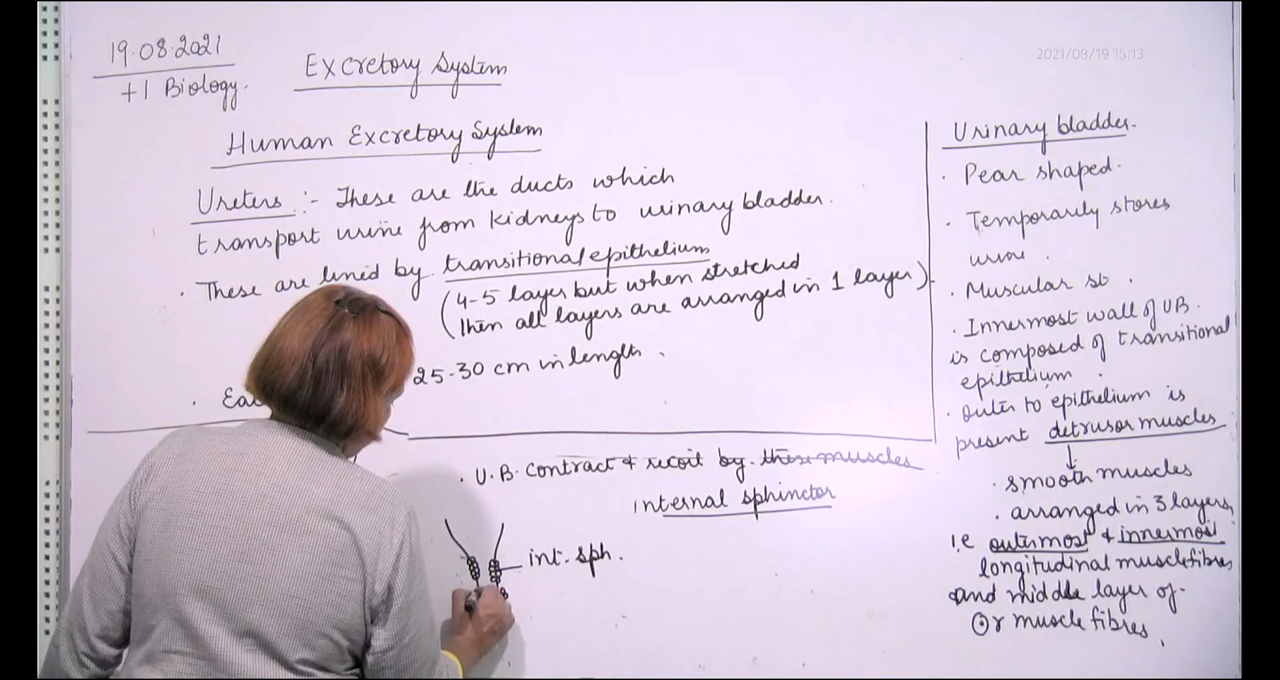 19.08.2021
+1 Biology.
Excretory System
2021/08/19 15:13
Human Excretory System
Ureters :- These are the ducts which
transport urine from kidneys to urinary bladder.
. These are lined by transitional epithelium
(4-5 layer but when stretched
then all layers are arranged in 1 layer).
. Ea
25-30 cm in length .
. U.B. contract & recoil by these muscles
internal sphinctor
int. sph.
Urinary bladder.
. Pear shaped.
. Temporarily stores
urine .
. Muscular st .
. Innermost wall of UB.
is composed of transitional
epithelium .
. outer to epithelium is
present detrusor muscles
↓
. smooth muscles
. arranged in 3 layers,
i.e outermost & innermost
longitudinal muscle fibres
and middle layer of
Or muscle fibres,